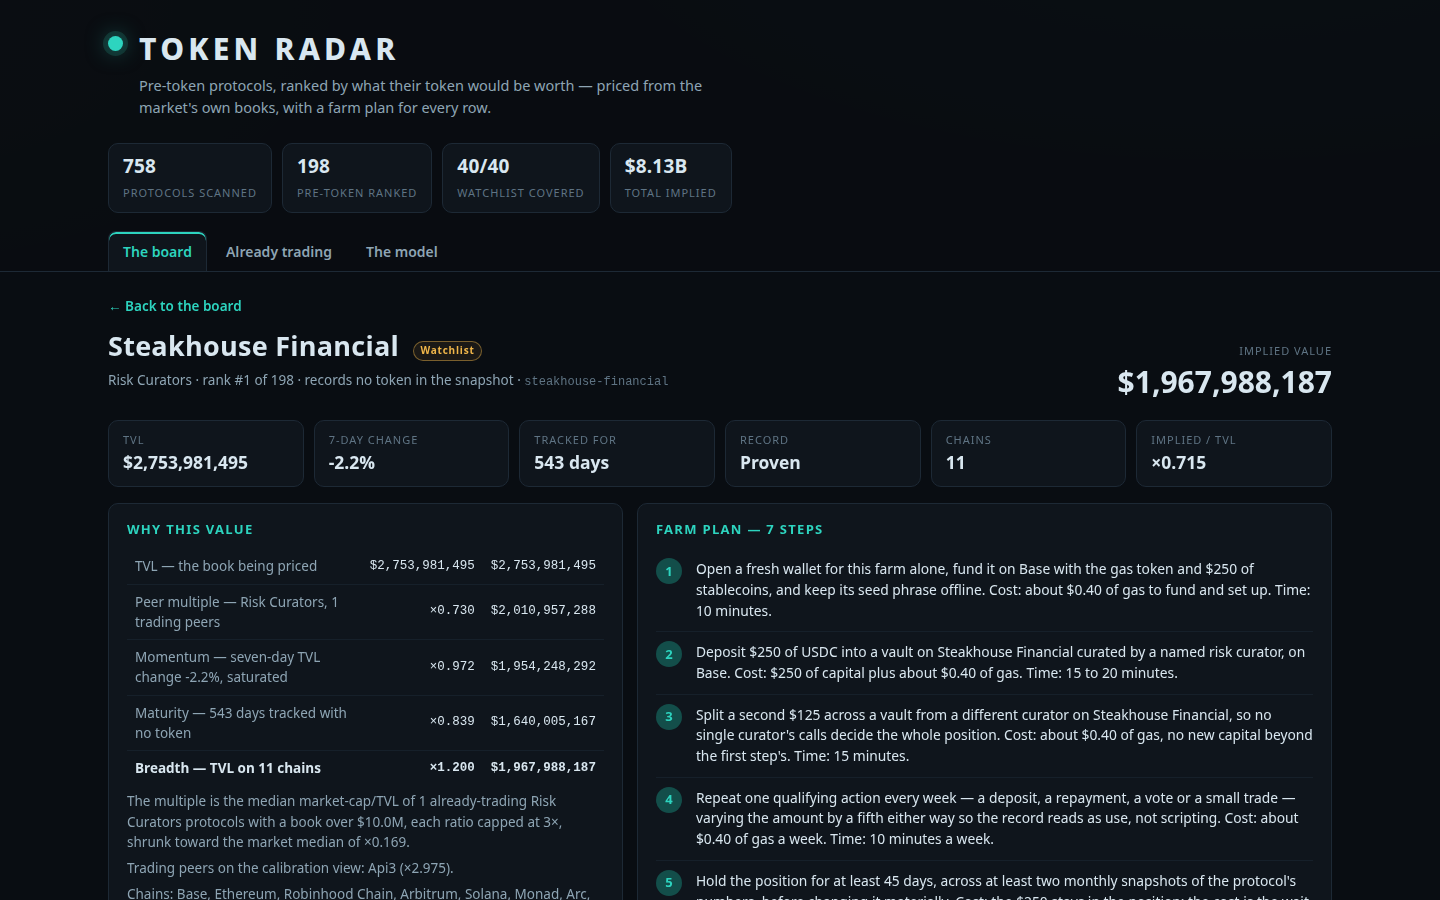 TOKEN RADAR
Pre-token protocols, ranked by what their token would be worth — priced from the
market's own books, with a farm plan for every row.
758
PROTOCOLS SCANNED
198
PRE-TOKEN RANKED
40/40
WATCHLIST COVERED
$8.13B
TOTAL IMPLIED
The board
Already trading
The model
← Back to the board
Steakhouse Financial
Watchlist
Risk Curators · rank #1 of 198 · records no token in the snapshot · steakhouse-financial
IMPLIED VALUE
$1,967,988,187
TVL
$2,753,981,495
7-DAY CHANGE
-2.2%
TRACKED FOR
543 days
RECORD
Proven
CHAINS
11
IMPLIED / TVL
×0.715
WHY THIS VALUE
TVL — the book being priced $2,753,981,495 $2,753,981,495
Peer multiple — Risk Curators, 1
trading peers
×0.730 $2,010,957,288
Momentum — seven-day TVL
change -2.2%, saturated
×0.972 $1,954,248,292
Maturity — 543 days tracked with
no token
×0.839 $1,640,005,167
Breadth — TVL on 11 chains ×1.200 $1,967,988,187
The multiple is the median market-cap/TVL of 1 already-trading Risk
Curators protocols with a book over $10.0M, each ratio capped at 3×,
shrunk toward the market median of ×0.169.
Trading peers on the calibration view: Api3 (×2.975).
Chains: Base, Ethereum, Robinhood Chain, Arbitrum, Solana, Monad, Arc,
FARM PLAN — 7 STEPS
1
Open a fresh wallet for this farm alone, fund it on Base with the gas token and $250 of
stablecoins, and keep its seed phrase offline. Cost: about $0.40 of gas to fund and set up. Time:
10 minutes.
2
Deposit $250 of USDC into a vault on Steakhouse Financial curated by a named risk curator, on
Base. Cost: $250 of capital plus about $0.40 of gas. Time: 15 to 20 minutes.
3
Split a second $125 across a vault from a different curator on Steakhouse Financial, so no
single curator's calls decide the whole position. Cost: about $0.40 of gas, no new capital beyond
the first step's. Time: 15 minutes.
4
Repeat one qualifying action every week — a deposit, a repayment, a vote or a small trade —
varying the amount by a fifth either way so the record reads as use, not scripting. Cost: about
$0.40 of gas a week. Time: 10 minutes a week.
5
Hold the position for at least 45 days, across at least two monthly snapshots of the protocol's
numbers, before changing it materially. Cost: the $250 stays in the position; the cost is the wait.